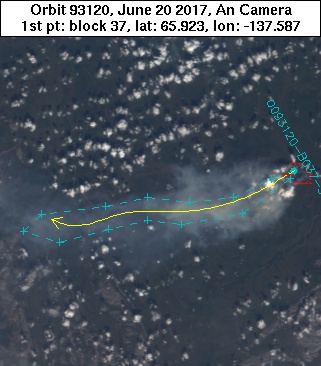 Orbit 93120, June 20 2017, An Camera
1st pt: block 37, lat: 65.923, lon: -137.587